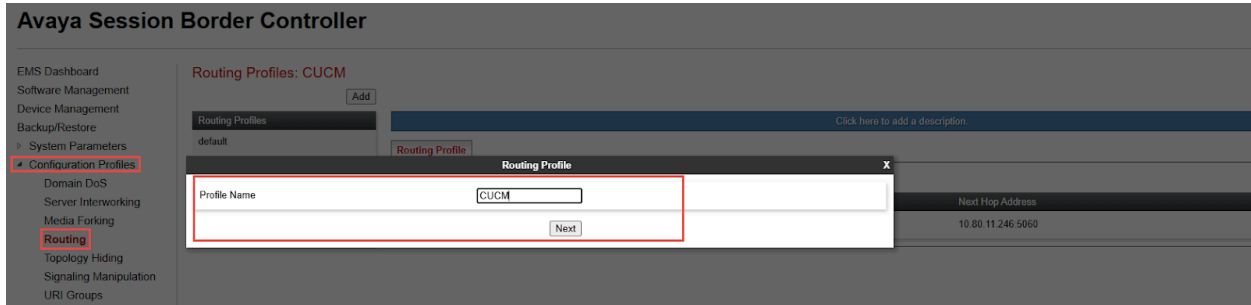 Avaya Session Border Controller
EMS Dashboard
Software Management
Device Management
Backup/Restore
System Parameters
Configuration Profiles
Domain DoS
Server Interworking
Media Forking
Routing
Topology Hiding
Signaling Manipulation
URI Groups
Routing Profiles: CUCM
Add
Routing Profiles
default
Click here to add a description.
Routing Profile
Routing Profile X
Profile Name CUCM
Next
Next Hop Address
10.80.11.246:5060